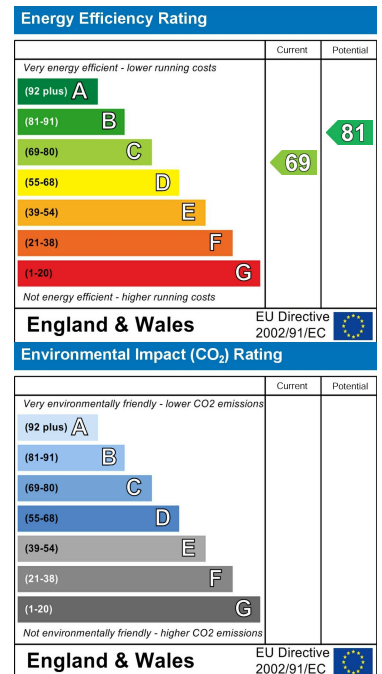 Energy Efficiency Rating
Current Potential
Very energy efficient - lower running costs
(92 plus) A
(81-91) B
81
(69-80) C
69
(55-68) D
(39-54) E
(21-38) F
(1-20) G
Not energy efficient - higher running costs
England & Wales
EU Directive
2002/91/EC
Environmental Impact (CO₂) Rating
Current Potential
Very environmentally friendly - lower CO2 emissions
(92 plus) A
(81-91) B
(69-80) C
(55-68) D
(39-54) E
(21-38) F
(1-20) G
Not environmentally friendly - higher CO2 emissions
England & Wales
EU Directive
2002/91/EC